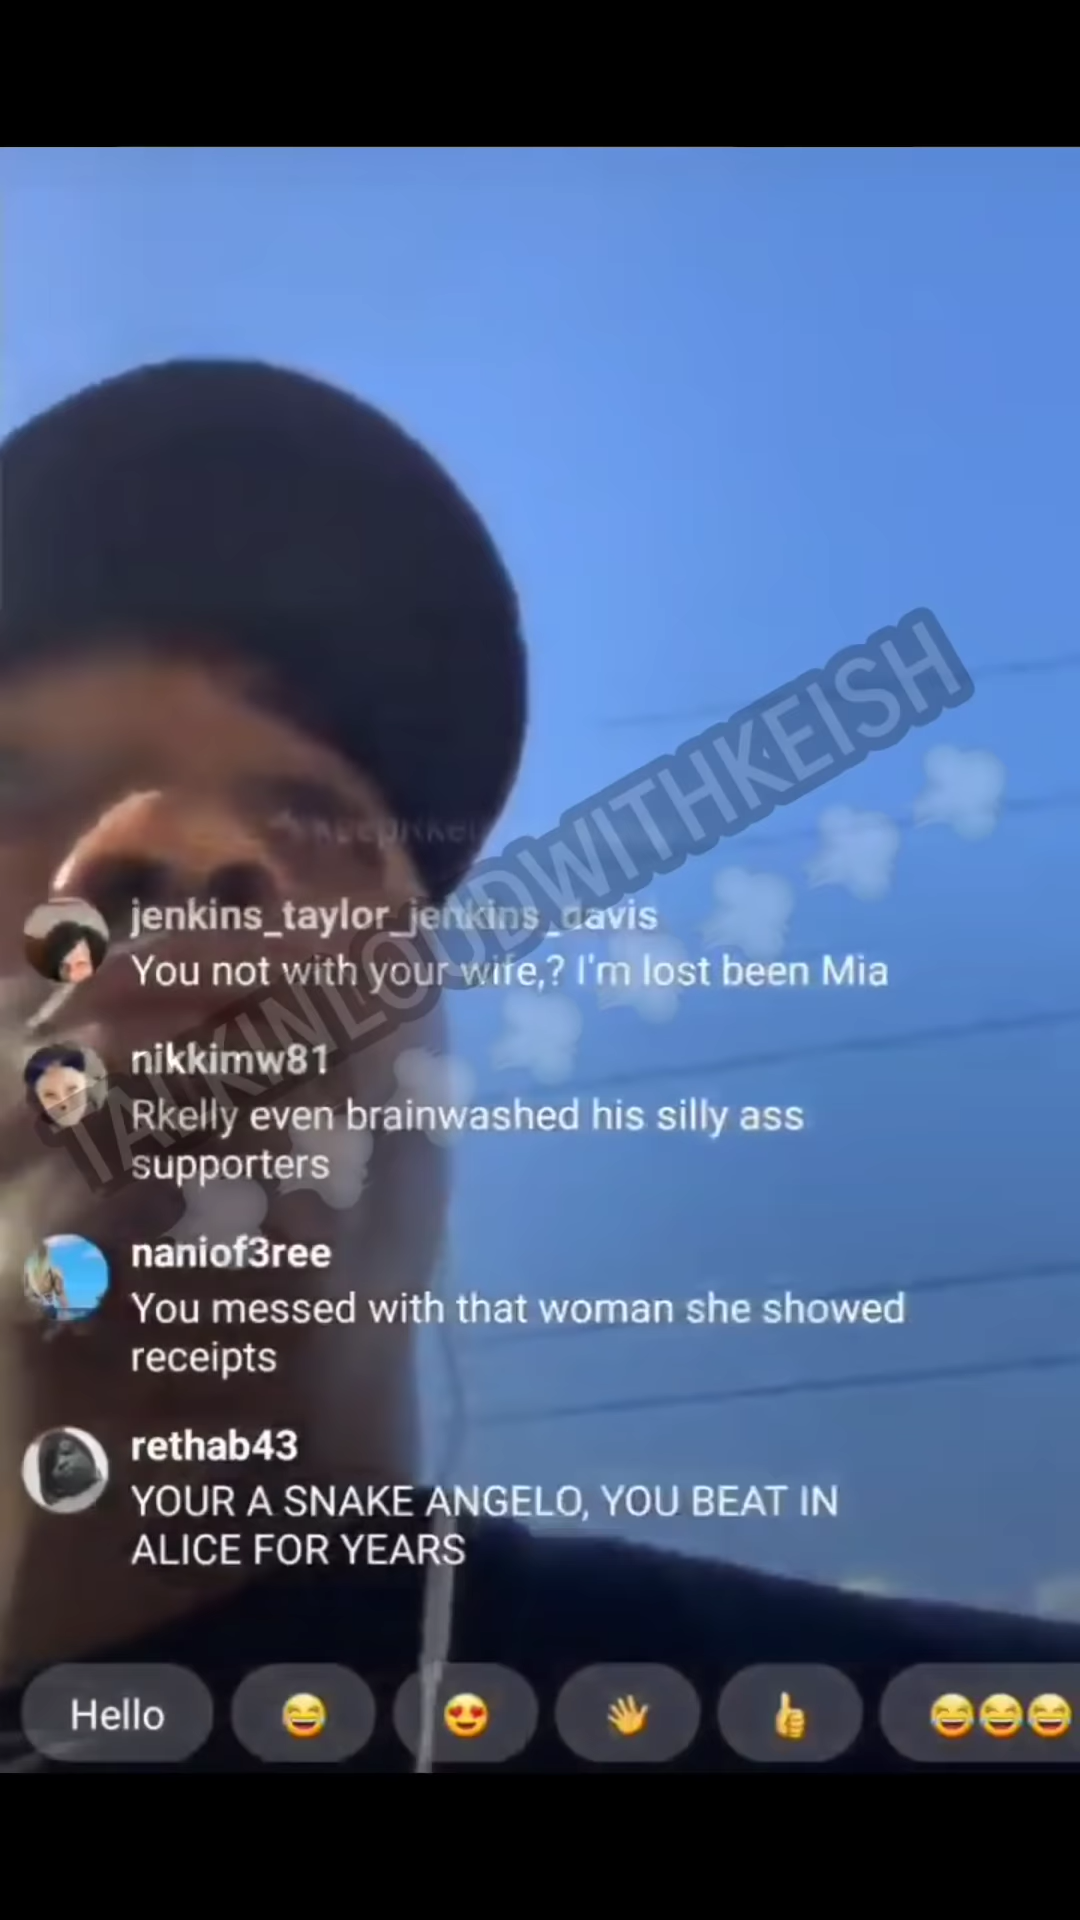 TALKINLOUDWITHKEISH
jenkins_taylor_jenkins_davis
You not with your wife,? I'm lost been Mia
nikkimw81
Rkelly even brainwashed his silly ass
supporters
naniof3ree
You messed with that woman she showed
receipts
rethab43
YOUR A SNAKE ANGELO, YOU BEAT IN
ALICE FOR YEARS
Hello